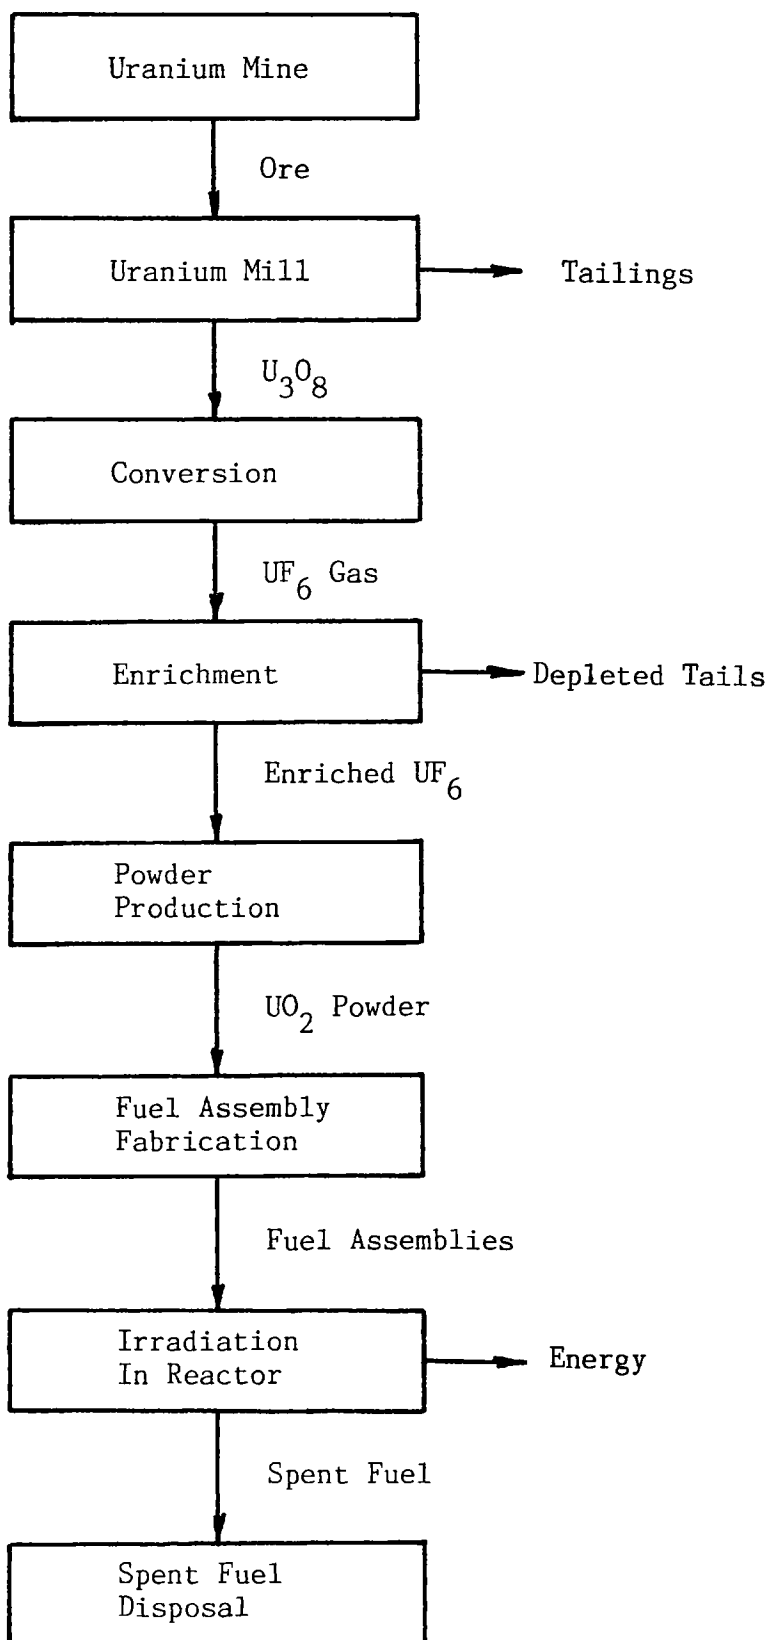 Uranium Mine
Ore
Uranium Mill
Tailings
U₃O₈
Conversion
UF₆ Gas
Enrichment
Depleted Tails
Enriched UF₆
Powder
Production
UO₂ Powder
Fuel Assembly
Fabrication
Fuel Assemblies
Irradiation
In Reactor
Energy
Spent Fuel
Spent Fuel
Disposal